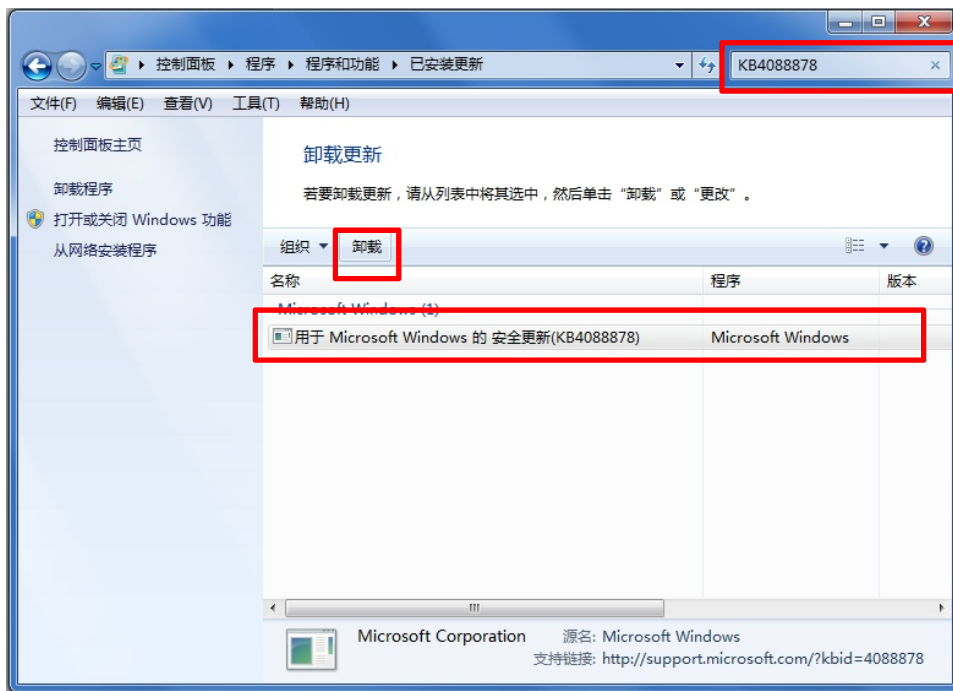 控制面板 程序 程序和功能 已安装更新 KB4088878
文件(F) 编辑(E) 查看(V) 工具(T) 帮助(H)
控制面板主页
卸载程序
打开或关闭 Windows 功能
从网络安装程序
卸载更新
若要卸载更新，请从列表中将其选中，然后单击“卸载”或“更改”。
组织 卸载
名称 程序 版本
Microsoft Windows (1)
用于 Microsoft Windows 的 安全更新(KB4088878) Microsoft Windows
Microsoft Corporation 源名: Microsoft Windows
支持链接: http://support.microsoft.com/?kbid=4088878